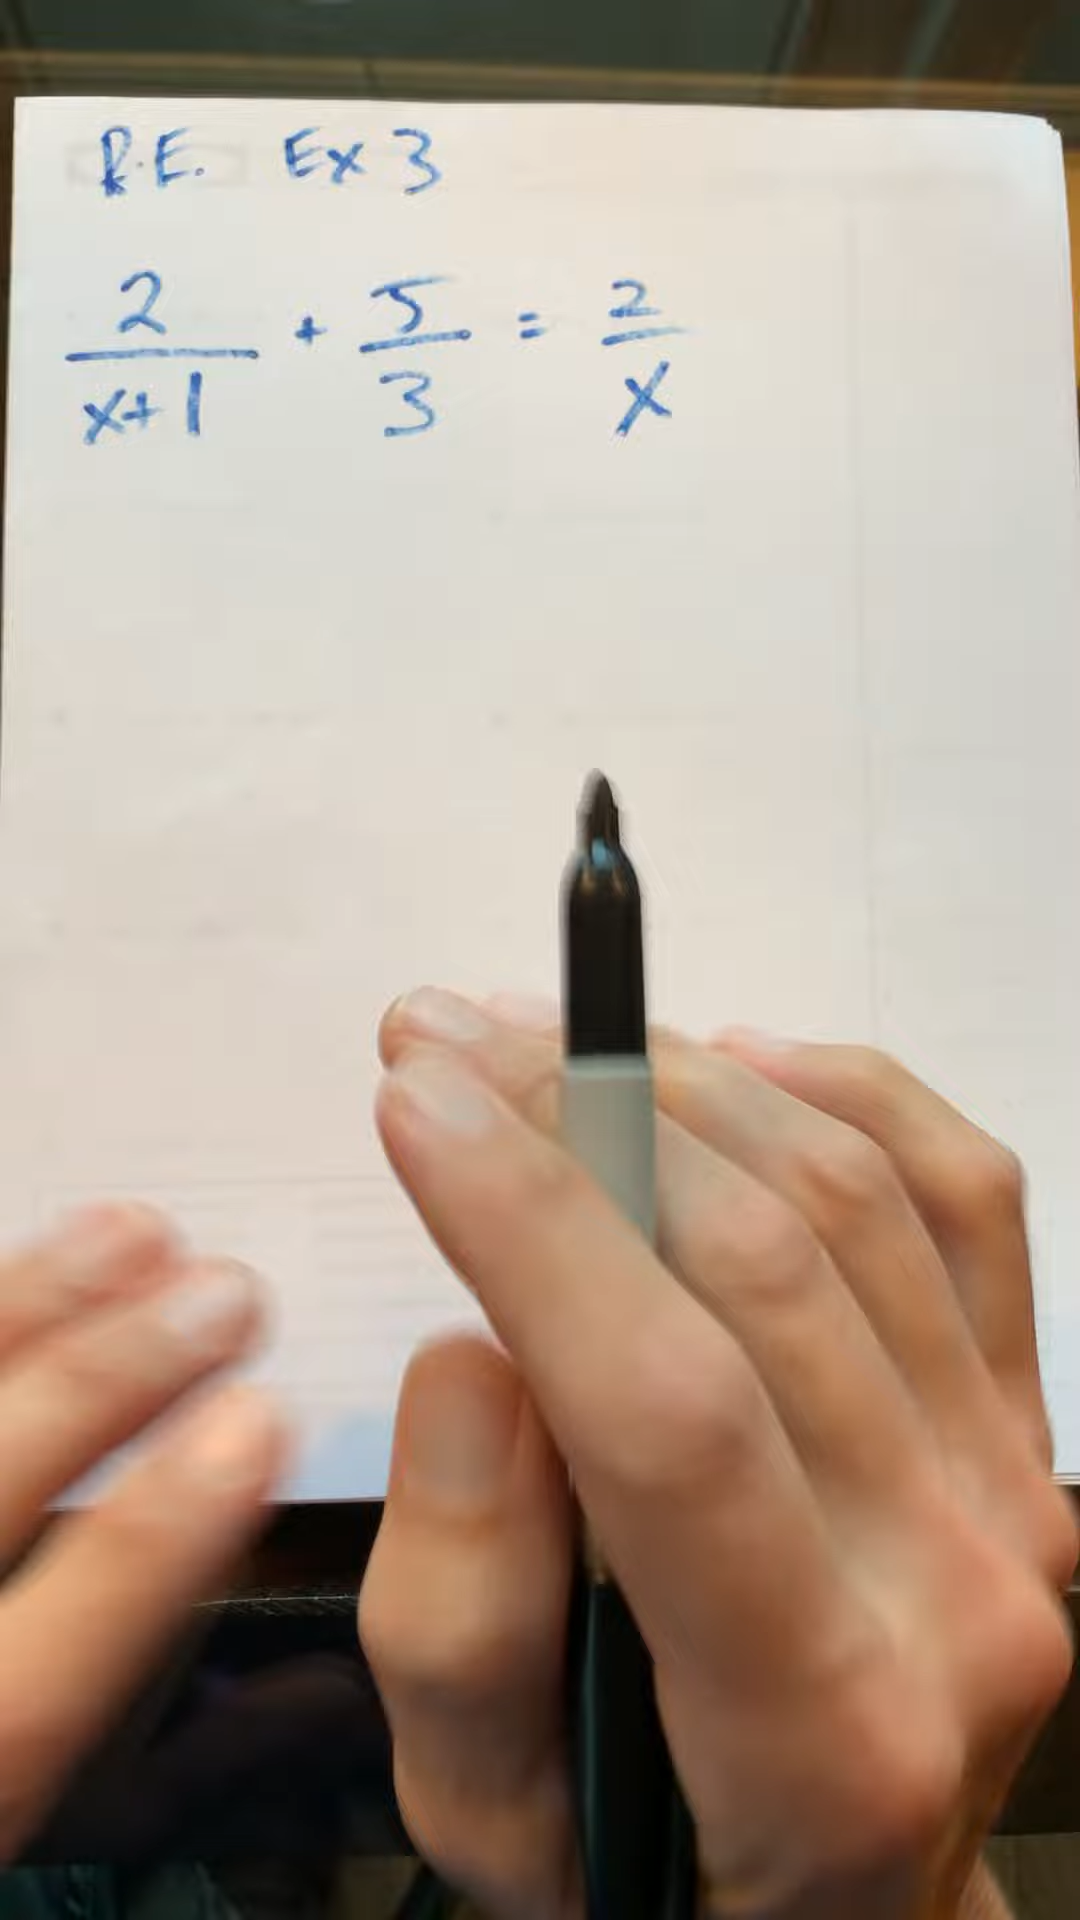 R.E. Ex 3
2/(x+1) + 5/3 = 2/x